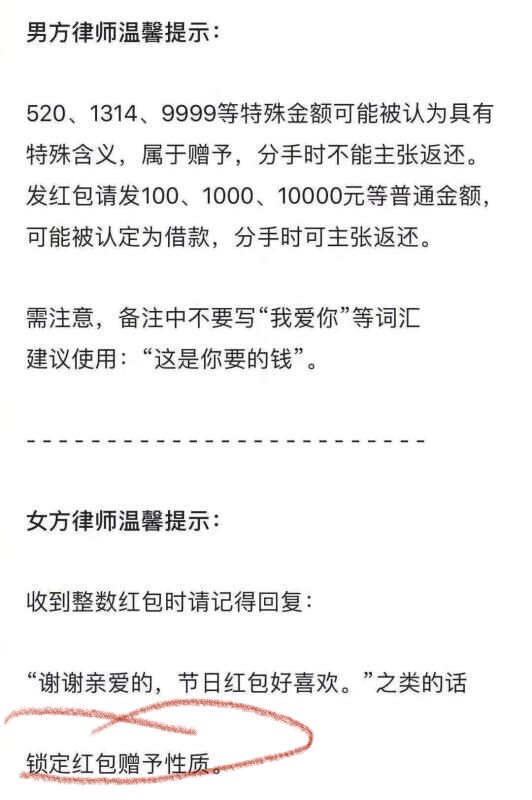 男方律师温馨提示：
520、1314、9999等特殊金额可能被认为具有
特殊含义，属于赠予，分手时不能主张返还。
发红包请发100、1000、10000元等普通金额，
可能被认定为借款，分手时可主张返还。
需注意，备注中不要写“我爱你”等词汇
建议使用：“这是你要的钱”。
--------------------------
女方律师温馨提示：
收到整数红包时请记得回复：
“谢谢亲爱的，节日红包好喜欢。”之类的话
锁定红包赠予性质。